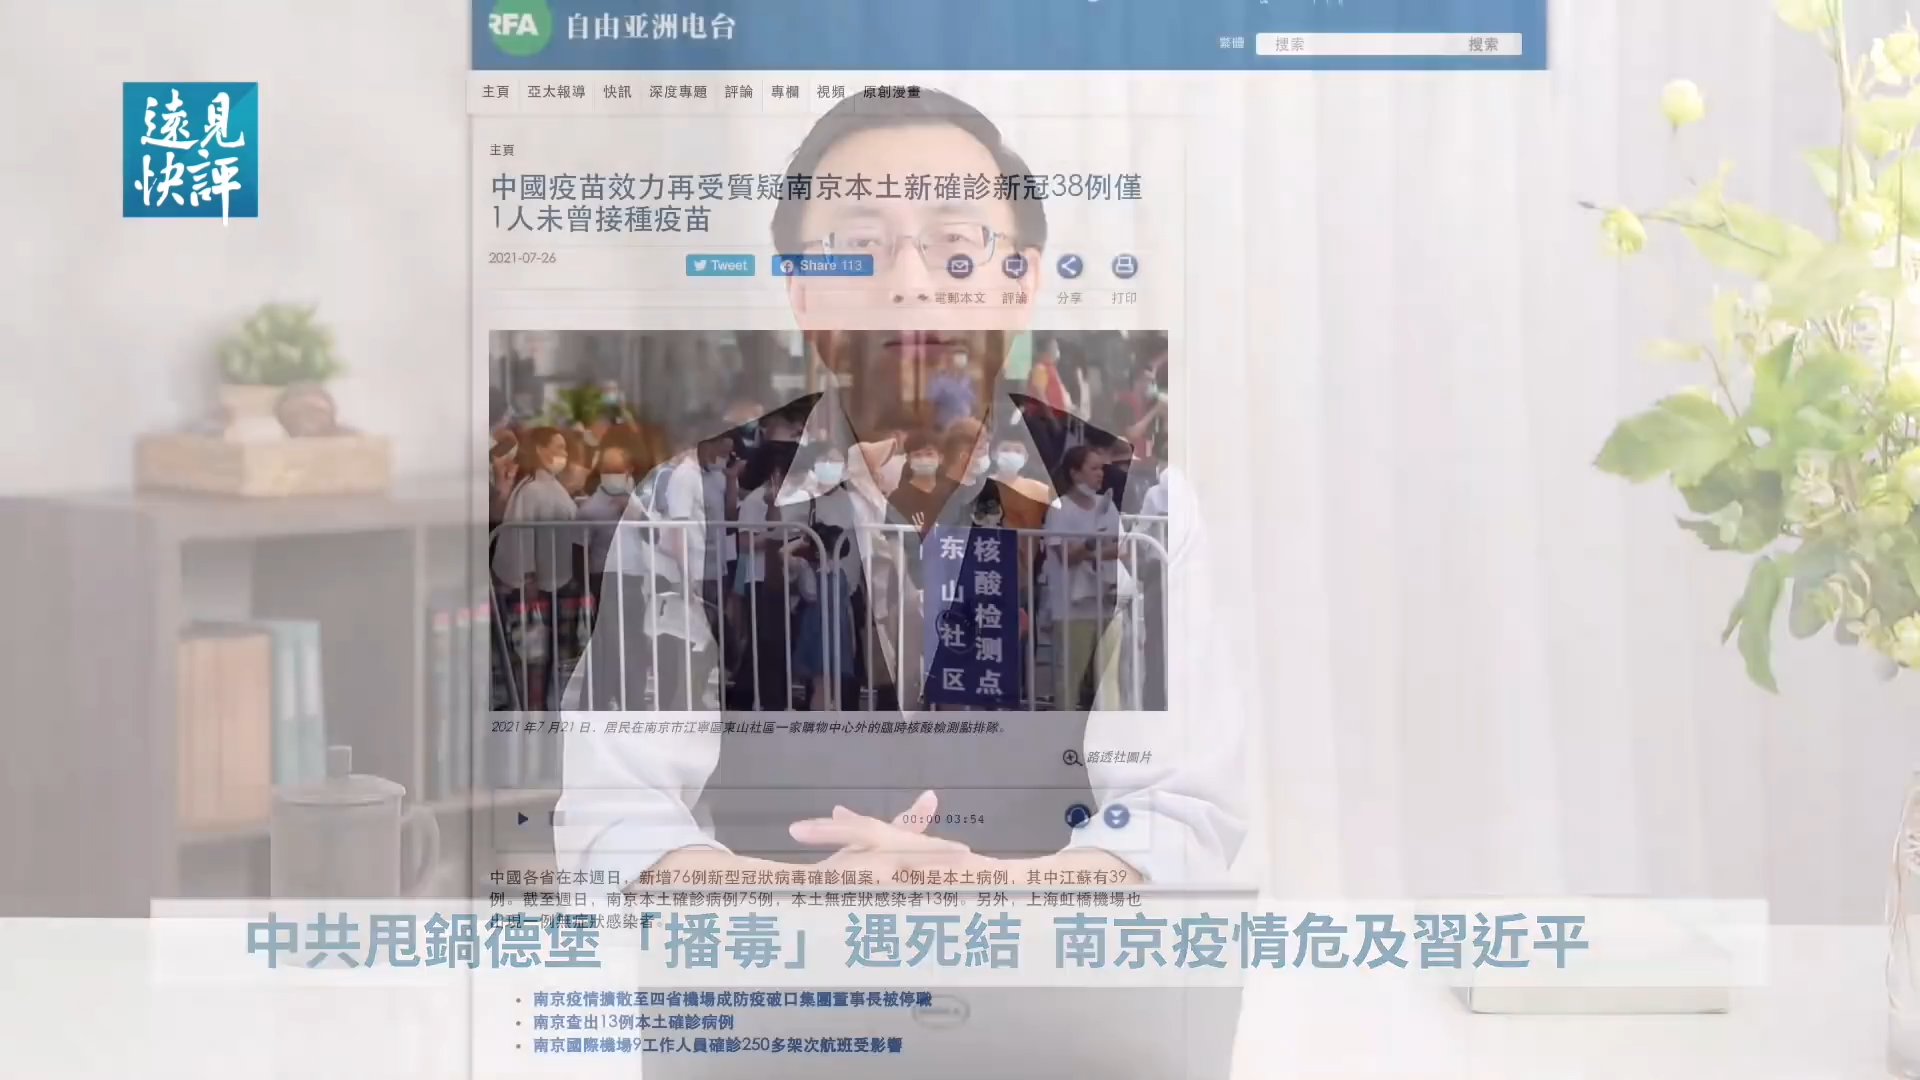 RFA 自由亚洲电台
繁體 搜索 搜索
主頁 亞太報導 快訊 深度專題 評論 專欄 視頻 原創漫畫
遠見
快評
主頁
中國疫苗效力再受質疑南京本土新確診新冠38例僅
1人未曾接種疫苗
2021-07-26
Tweet
Share 113
電郵本文 評論 分享 打印
东山社区
核酸检测点
2021年7月21日，居民在南京市江寧區東山社區一家購物中心外的臨時核酸檢測點排隊。
路透社圖片
00:00 03:54
中國各省在本週日，新增76例新型冠狀病毒確診個案，40例是本土病例，其中江蘇有39
例。截至週日，南京本土確診病例75例，本土無症狀感染者13例。另外，上海虹橋機場也
出現一例無症狀感染者。
中共甩鍋德堡「播毒」遇死結 南京疫情危及習近平
南京疫情擴散至四省機場成防疫破口集團董事長被停職
南京查出13例本土確診病例
南京國際機場9工作人員確診250多架次航班受影響